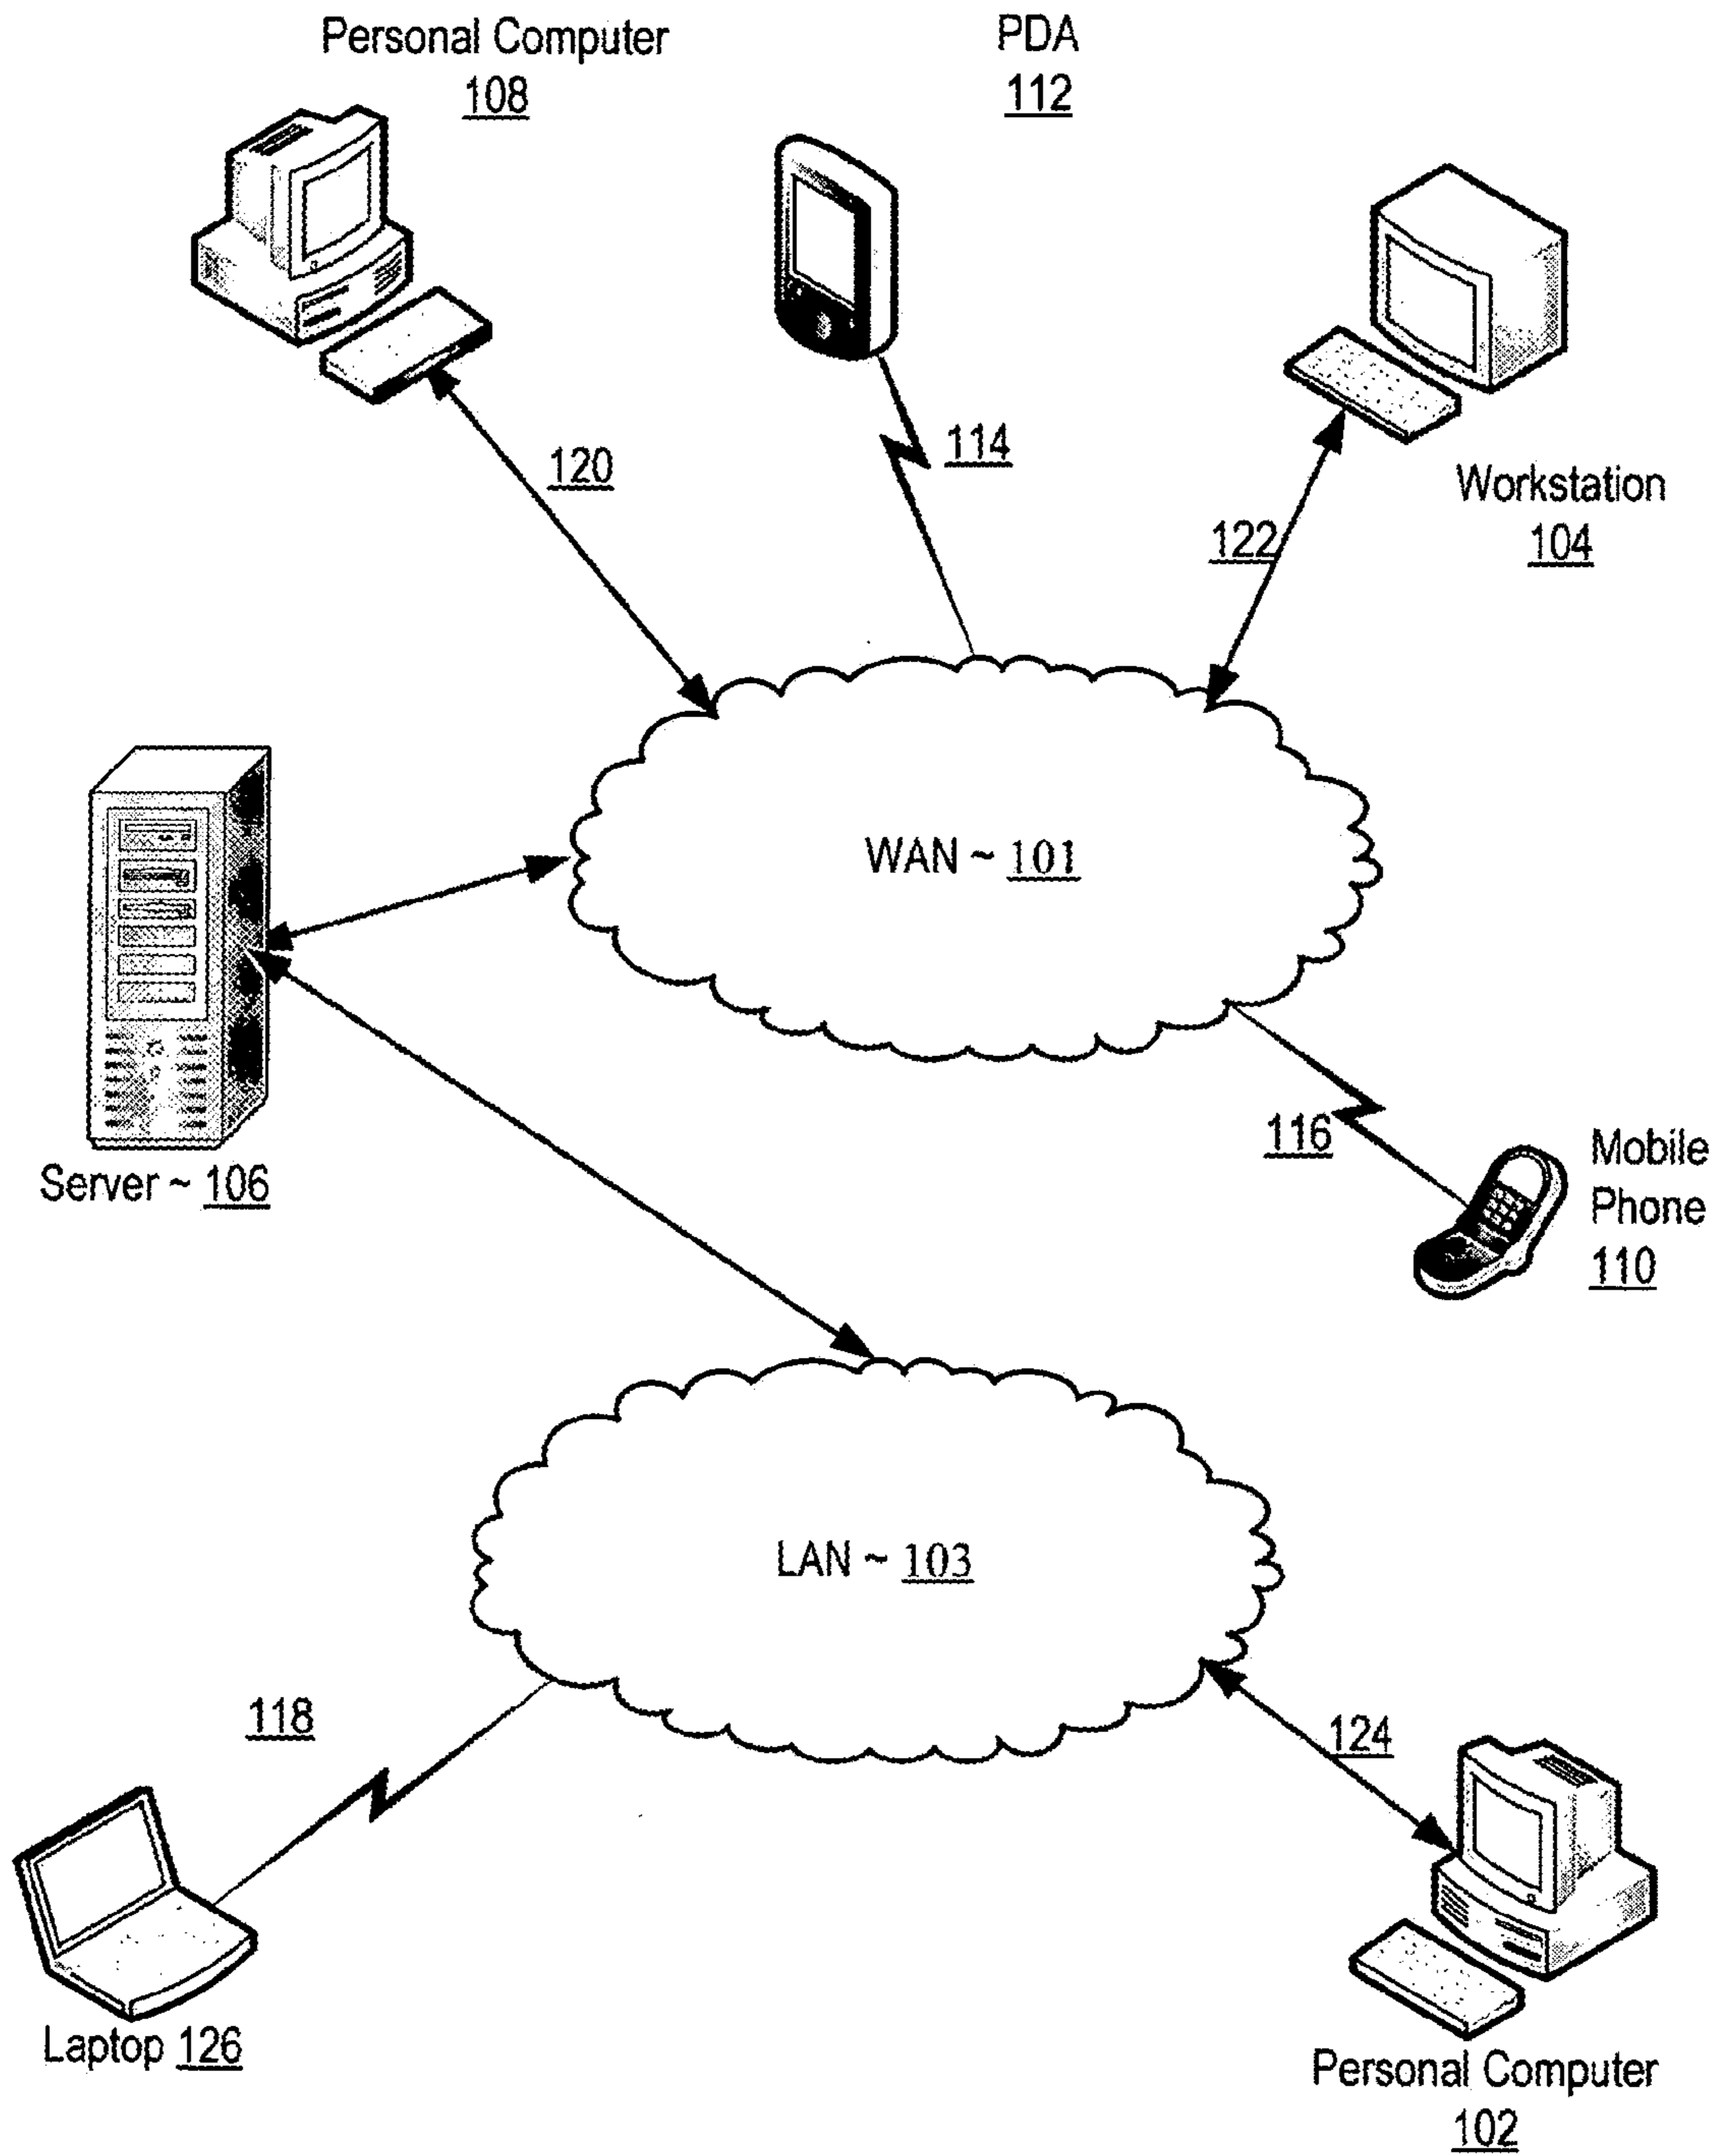 Personal Computer
108
PDA
112
120
114
122
Workstation
104
WAN ~ 101
Server ~ 106
116
Mobile
Phone
110
LAN ~ 103
118
124
Laptop 126
Personal Computer
102